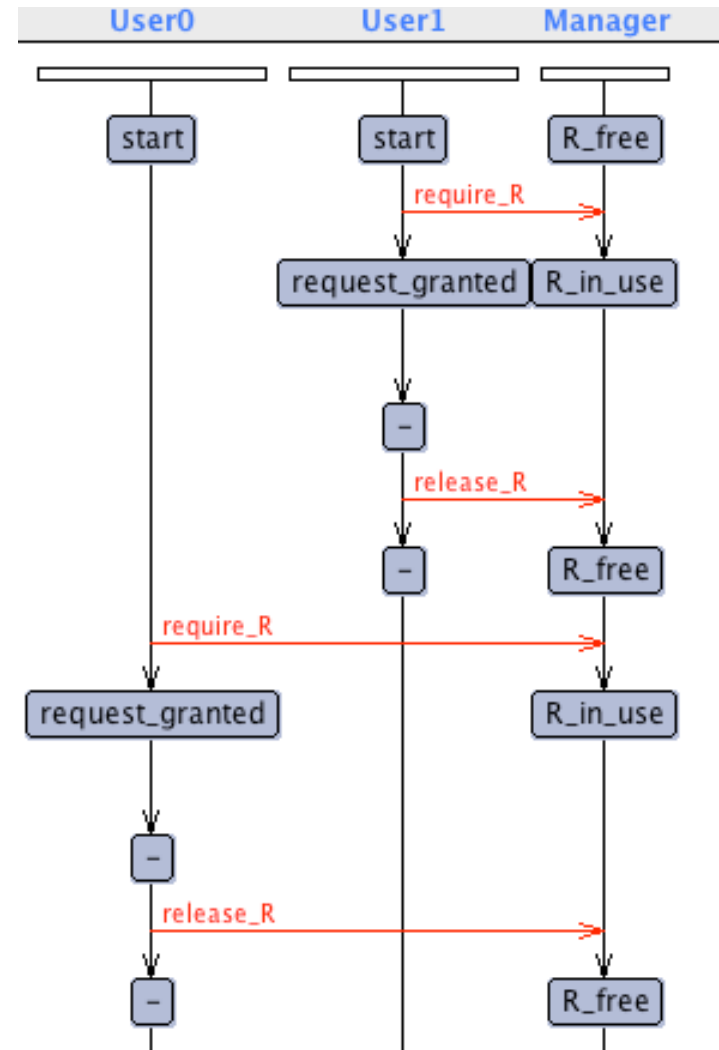 User0 User1 Manager
start start R_free
require_R
request_granted R_in_use
-
release_R
- R_free
require_R
request_granted R_in_use
-
release_R
- R_free